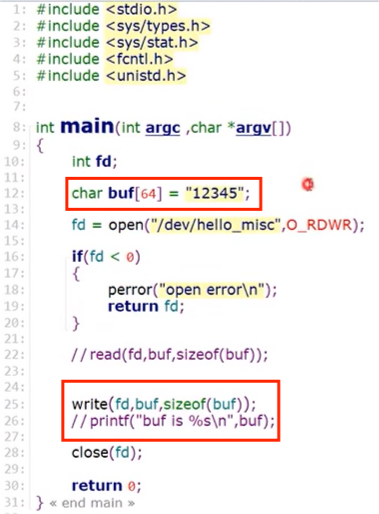 1: #include <stdio.h>
2: #include <sys/types.h>
3: #include <sys/stat.h>
4: #include <fcntl.h>
5: #include <unistd.h>
6:
7:
8: int main(int argc ,char *argv[])
9: {
10: int fd;
11:
12: char buf[64] = "12345";
13:
14: fd = open("/dev/hello_misc",O_RDWR);
15:
16: if(fd < 0)
17: {
18: perror("open error\n");
19: return fd;
20: }
21:
22: //read(fd,buf,sizeof(buf));
23:
24:
25: write(fd,buf,sizeof(buf));
26: //printf("buf is %s\n",buf);
27:
28: close(fd);
29:
30: return 0;
31: } « end main »